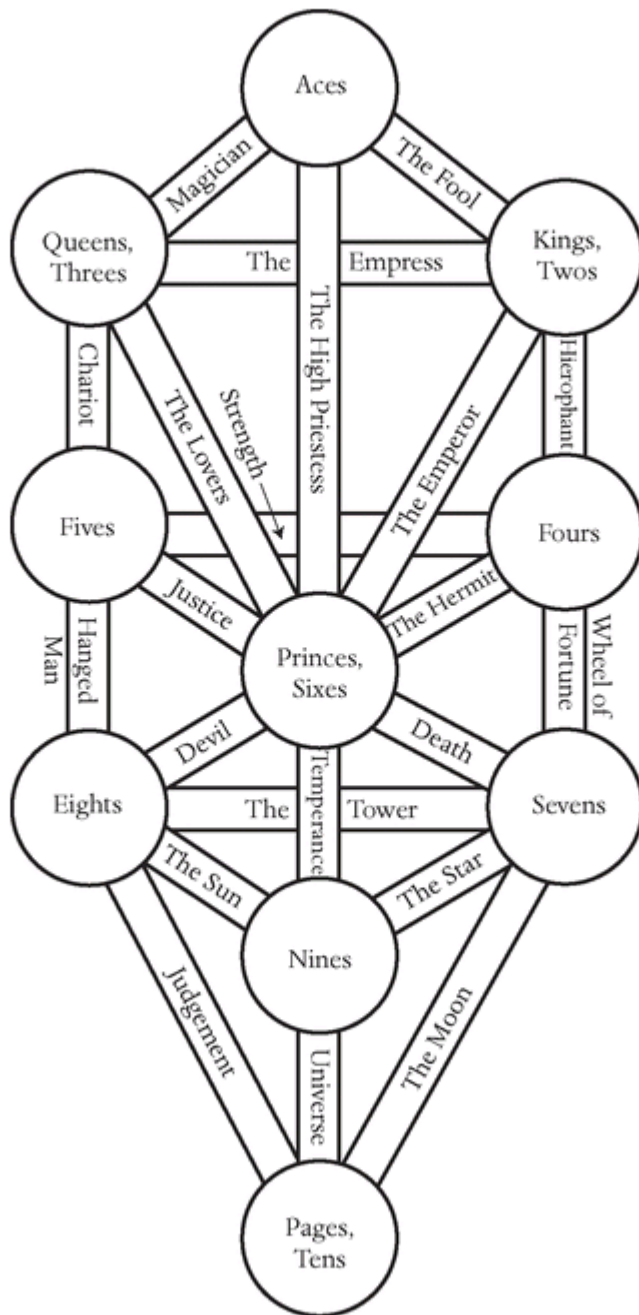 Aces
Magician
The Fool
Queens,
Threes
Kings,
Twos
The Empress
The High Priestess
Chariot
Hierophant
The Lovers
Strength
The Emperor
Fives
Fours
Justice
The Hermit
Hanged
Man
Princes,
Sixes
Wheel of
Fortune
Devil
Death
Temperance
Eights
The Tower
Sevens
The Sun
The Star
Nines
Judgement
Universe
The Moon
Pages,
Tens